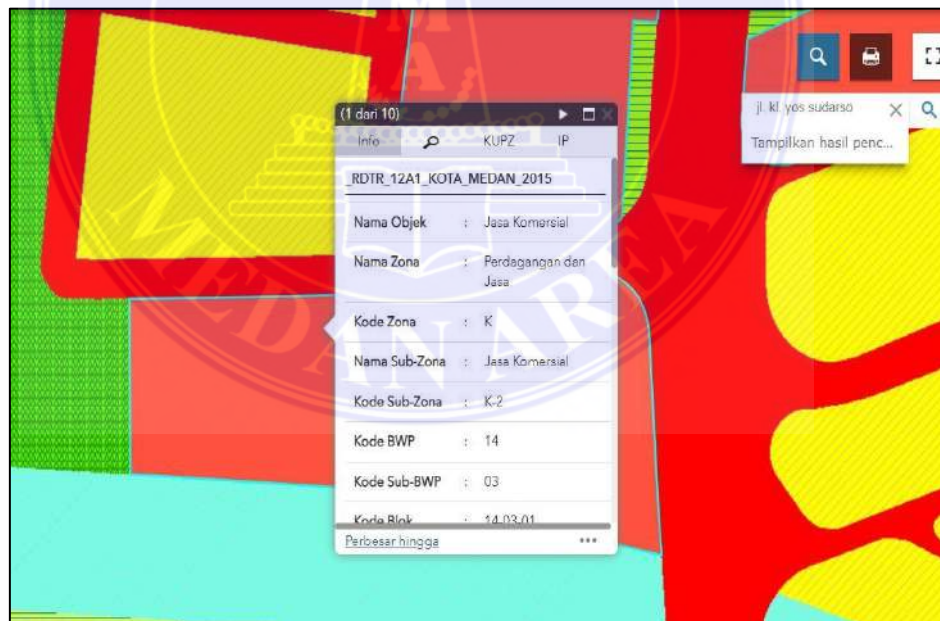 (1 dari 10)
Info KUPZ IP
_RDTR_12A1_KOTA_MEDAN_2015
Nama Objek : Jasa Komersial
Nama Zona : Perdagangan dan
Jasa
Kode Zona : K
Nama Sub-Zona : Jasa Komersial
Kode Sub-Zona : K-2
Kode BWP : 14
Kode Sub-BWP : 03
Kode Blok : 14-03-01
Perbesar hingga
jl. kl. yos sudarso
Tampilkan hasil penc...
MEDAN AREA